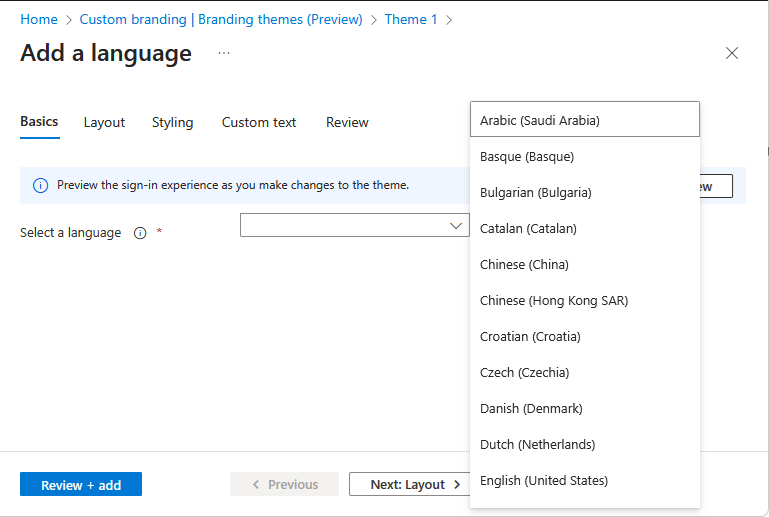 Home > Custom branding | Branding themes (Preview) > Theme 1 >
Add a language ...
Basics Layout Styling Custom text Review
Preview the sign-in experience as you make changes to the theme.
Select a language *
Arabic (Saudi Arabia)
Basque (Basque)
Bulgarian (Bulgaria)
Catalan (Catalan)
Chinese (China)
Chinese (Hong Kong SAR)
Croatian (Croatia)
Czech (Czechia)
Danish (Denmark)
Dutch (Netherlands)
English (United States)
Review + add < Previous Next: Layout >